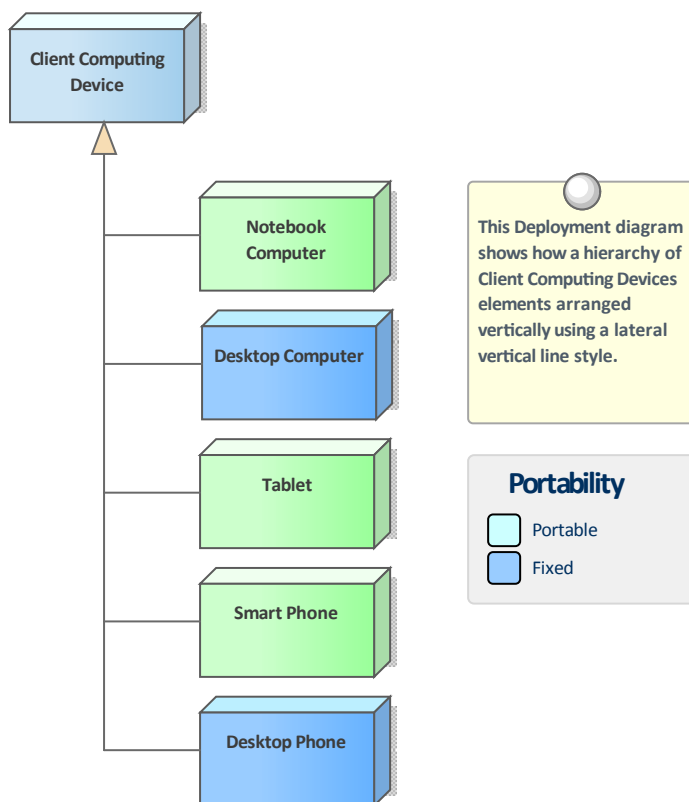 Client Computing
Device
Notebook
Computer
Desktop Computer
Tablet
Smart Phone
Desktop Phone
This Deployment diagram
shows how a hierarchy of
Client Computing Devices
elements arranged
vertically using a lateral
vertical line style.
Portability
Portable
Fixed